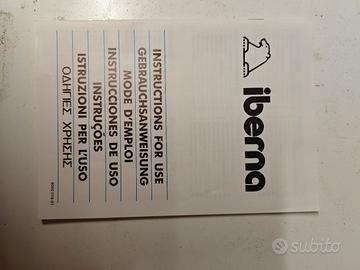 iberna
INSTRUCTIONS FOR USE
GEBRAUCHSANWEISUNG
MODE D'EMPLOI
INSTRUCCIONES DE USO
INSTRUÇÕES
ISTRUZIONI PER L'USO
ΟΔΗΓΙΕΣ ΧΡΗΣΗΣ
subito